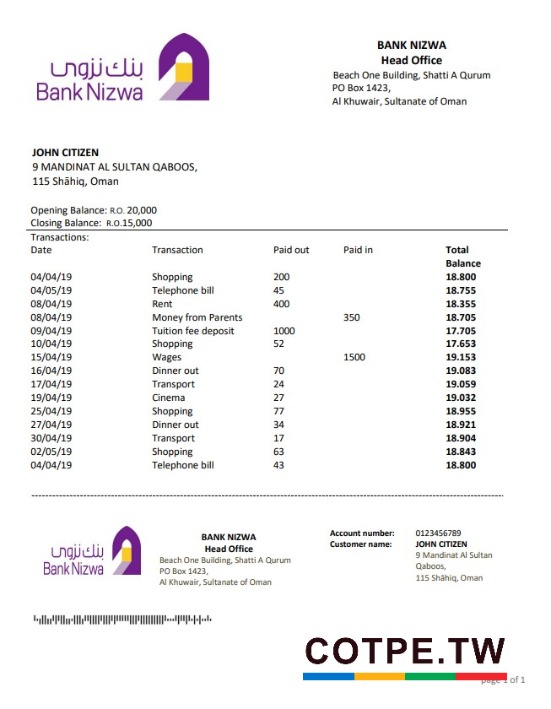 بنك نزوى
Bank Nizwa
BANK NIZWA
Head Office
Beach One Building, Shatti A Qurum
PO Box 1423,
Al Khuwair, Sultanate of Oman
JOHN CITIZEN
9 MANDINAT AL SULTAN QABOOS,
115 Shāhiq, Oman
Opening Balance: R.O. 20,000
Closing Balance: R.O.15,000
Transactions:
Date Transaction Paid out Paid in Total Balance
04/04/19 Shopping 200 18.800
04/05/19 Telephone bill 45 18.755
08/04/19 Rent 400 18.355
08/04/19 Money from Parents 350 18.705
09/04/19 Tuition fee deposit 1000 17.705
10/04/19 Shopping 52 17.653
15/04/19 Wages 1500 19.153
16/04/19 Dinner out 70 19.083
17/04/19 Transport 24 19.059
19/04/19 Cinema 27 19.032
25/04/19 Shopping 77 18.955
27/04/19 Dinner out 34 18.921
30/04/19 Transport 17 18.904
02/05/19 Shopping 63 18.843
04/04/19 Telephone bill 43 18.800
بنك نزوى
Bank Nizwa
BANK NIZWA
Head Office
Beach One Building, Shatti A Qurum
PO Box 1423,
Al Khuwair, Sultanate of Oman
Account number: 0123456789
Customer name: JOHN CITIZEN
9 Mandinat Al Sultan
Qaboos,
115 Shāhiq, Oman
COTPE.TW
page 1 of 1